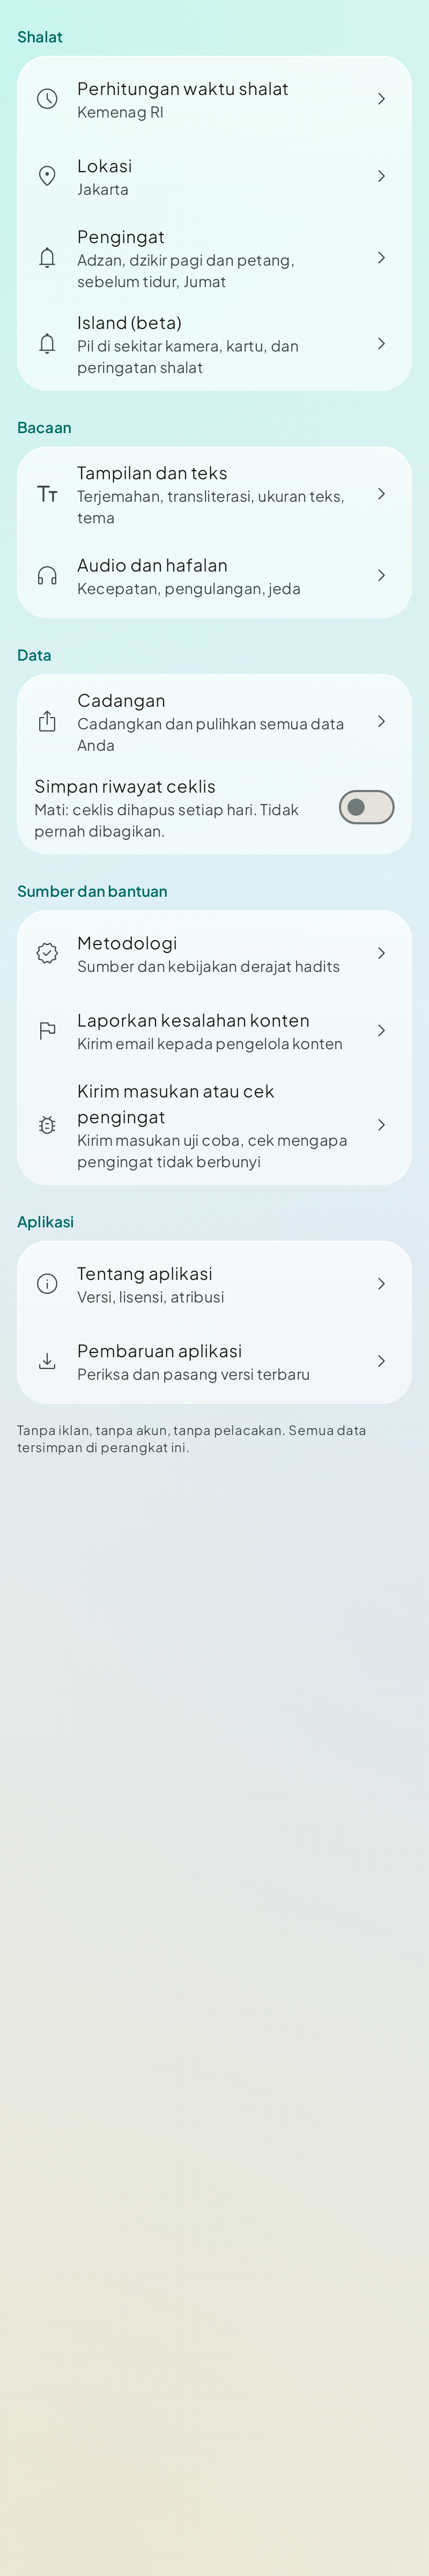 Shalat
Perhitungan waktu shalat
Kemenag RI
Lokasi
Jakarta
Pengingat
Adzan, dzikir pagi dan petang,
sebelum tidur, Jumat
Island (beta)
Pil di sekitar kamera, kartu, dan
peringatan shalat
Bacaan
Tampilan dan teks
Terjemahan, transliterasi, ukuran teks,
tema
Audio dan hafalan
Kecepatan, pengulangan, jeda
Data
Cadangan
Cadangkan dan pulihkan semua data
Anda
Simpan riwayat ceklis
Mati: ceklis dihapus setiap hari. Tidak
pernah dibagikan.
Sumber dan bantuan
Metodologi
Sumber dan kebijakan derajat hadits
Laporkan kesalahan konten
Kirim email kepada pengelola konten
Kirim masukan atau cek
pengingat
Kirim masukan uji coba, cek mengapa
pengingat tidak berbunyi
Aplikasi
Tentang aplikasi
Versi, lisensi, atribusi
Pembaruan aplikasi
Periksa dan pasang versi terbaru
Tanpa iklan, tanpa akun, tanpa pelacakan. Semua data
tersimpan di perangkat ini.